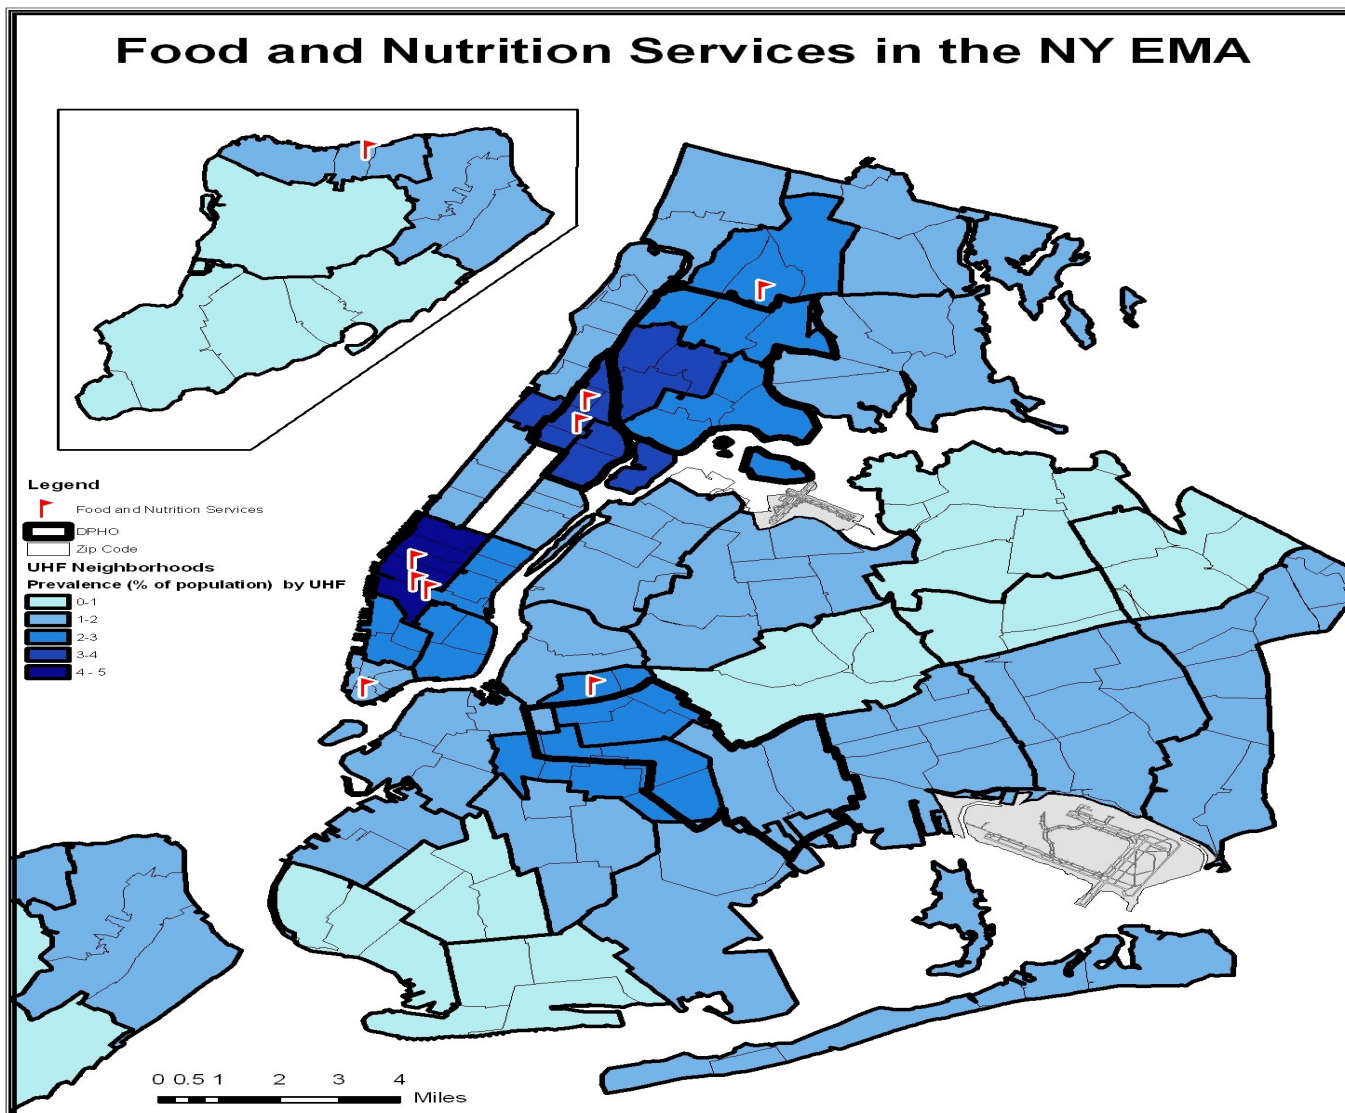 Food and Nutrition Services in the NY EMA
Legend
Food and Nutrition Services
DPHO
Zip Code
UHF Neighborhoods
Prevalence (% of population) by UHF
0-1
1-2
2-3
3-4
4 - 5
0 0.5 1 2 3 4
Miles